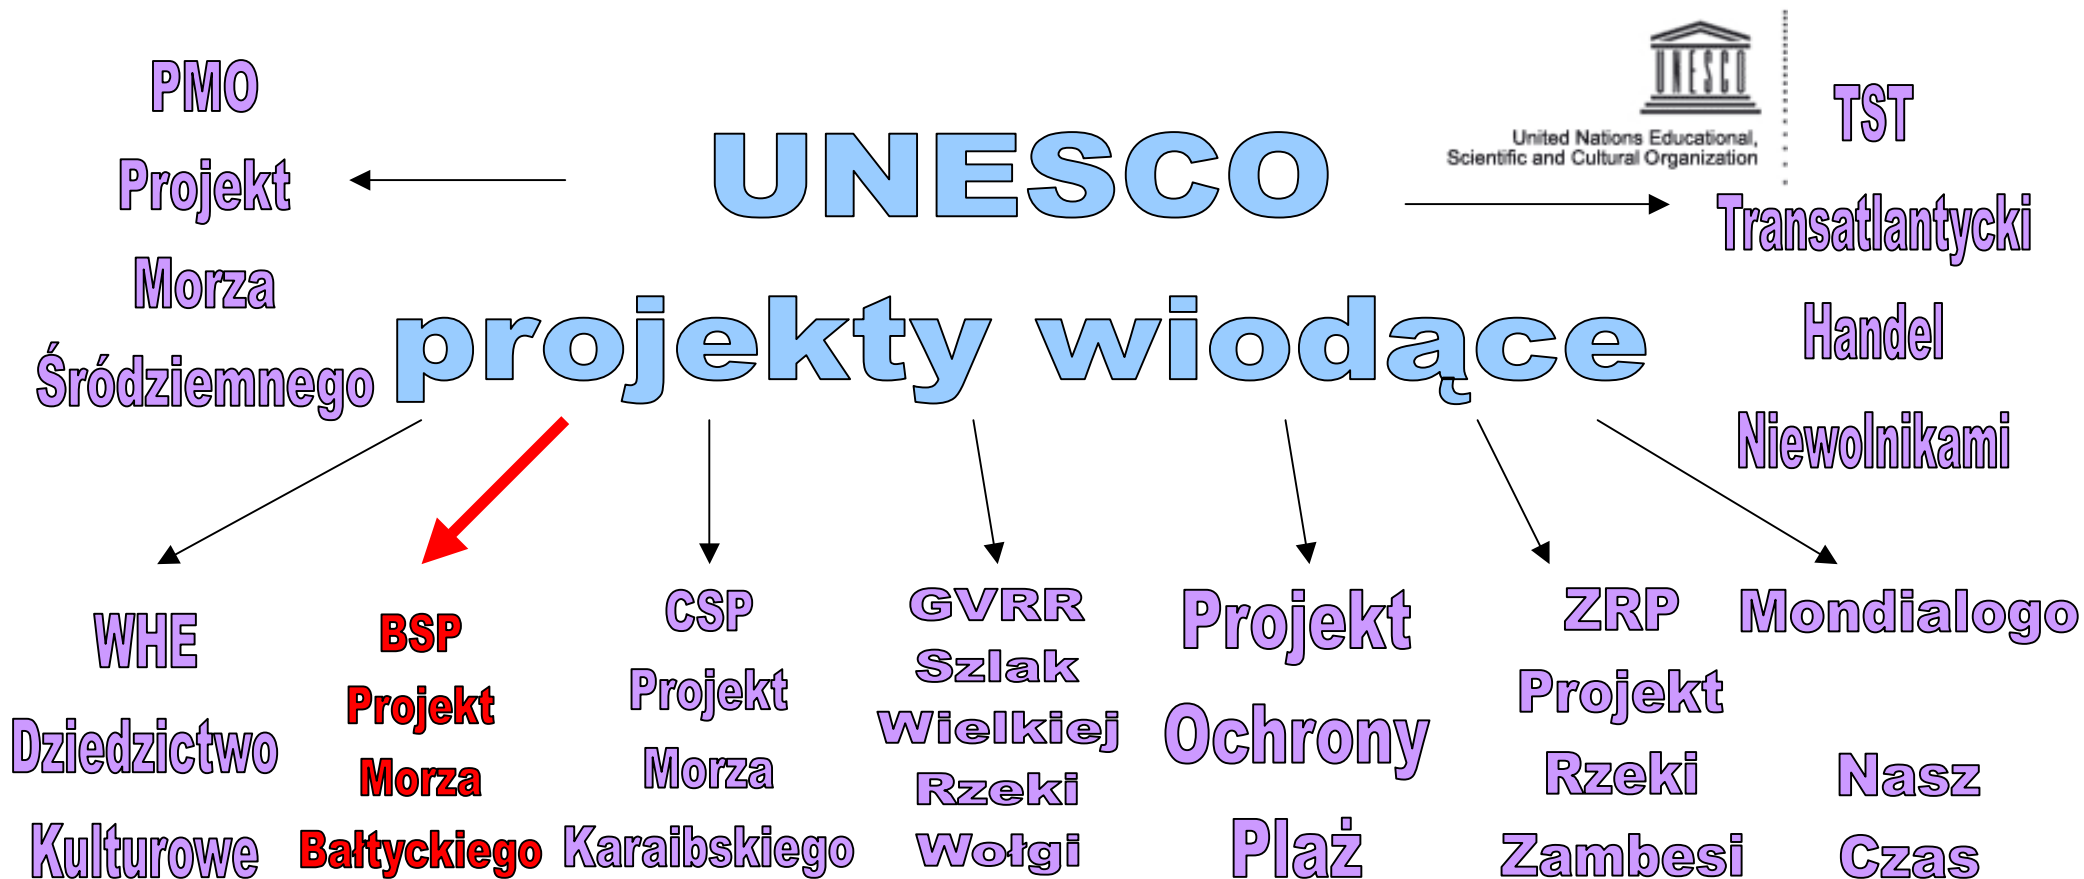 PMO
Projekt
Morza
Śródziemnego
UNESCO
projekty wiodące
UNESCO
United Nations Educational,
Scientific and Cultural Organization
TST
Transatlantycki
Handel
Niewolnikami
WHE
Dziedzictwo
Kulturowe
BSP
Projekt
Morza
Bałtyckiego
CSP
Projekt
Morza
Karaibskiego
GVRR
Szlak
Wielkiej
Rzeki
Wołgi
Projekt
Ochrony
Plaż
ZRP
Projekt
Rzeki
Zambesi
Mondialogo
Nasz
Czas